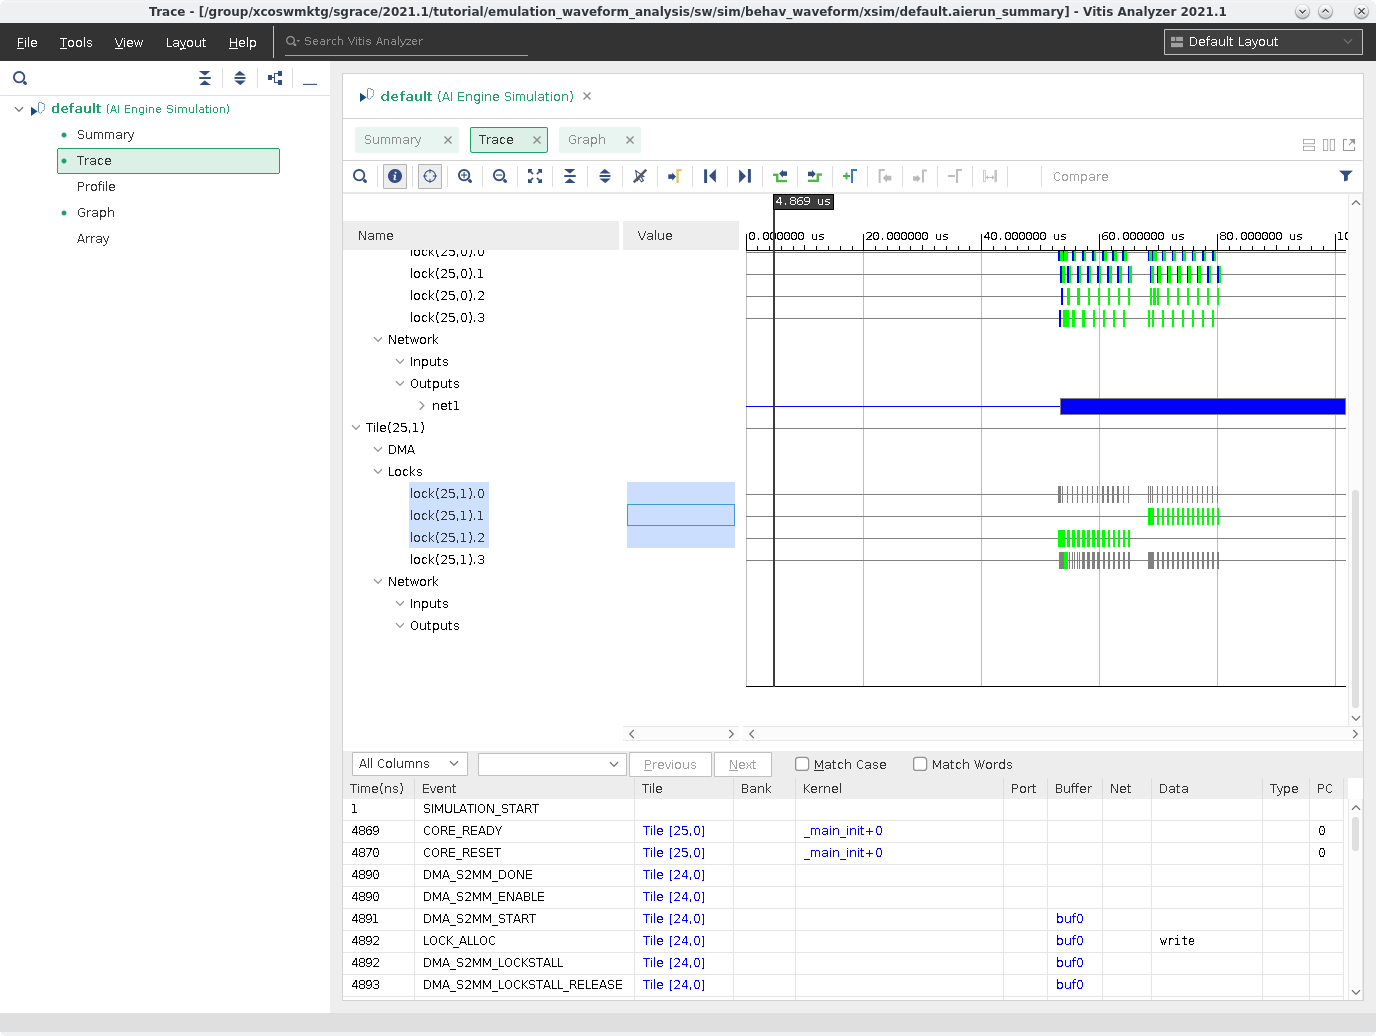 Trace - [/group/xcoswmktg/sgrace/2021.1/tutorial/emulation_waveform_analysis/sw/sim/behav_waveform/xsim/default.aierun_summary] - Vitis Analyzer 2021.1
File Tools View Layout Help Search Vitis Analyzer Default Layout
default (AI Engine Simulation)
Summary
Trace
Profile
Graph
Array
default (AI Engine Simulation)
Summary Trace Graph
Compare
4.869 us
Name Value
0.000000 us 20.000000 us 40.000000 us 60.000000 us 80.000000 us 10
lock(25,0).0
lock(25,0).1
lock(25,0).2
lock(25,0).3
Network
Inputs
Outputs
net1
Tile(25,1)
DMA
Locks
lock(25,1).0
lock(25,1).1
lock(25,1).2
lock(25,1).3
Network
Inputs
Outputs
All Columns Previous Next Match Case Match Words
Time(ns) Event Tile Bank Kernel Port Buffer Net Data Type PC
1 SIMULATION_START
4869 CORE_READY Tile [25,0] _main_init+0 0
4870 CORE_RESET Tile [25,0] _main_init+0 0
4890 DMA_S2MM_DONE Tile [24,0]
4890 DMA_S2MM_ENABLE Tile [24,0]
4891 DMA_S2MM_START Tile [24,0] buf0
4892 LOCK_ALLOC Tile [24,0] buf0 write
4892 DMA_S2MM_LOCKSTALL Tile [24,0] buf0
4893 DMA_S2MM_LOCKSTALL_RELEASE Tile [24,0] buf0